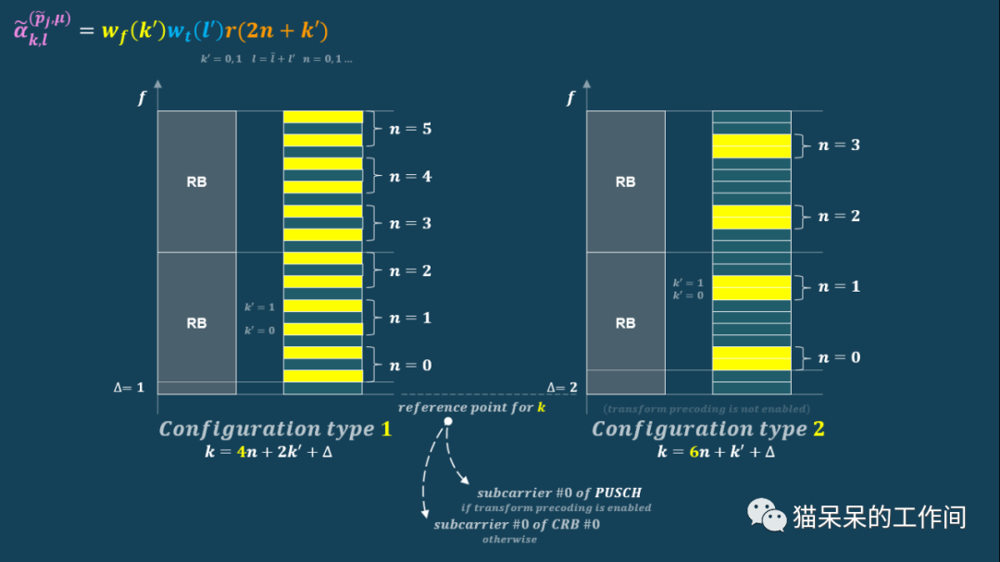 α̃ₖ,ₗ^(p̃ⱼ,μ) = w_f(k′)w_t(l′)r(2n + k′)
k′ = 0,1 l = l̄ + l′ n = 0,1 ...
f
RB
RB
n = 5
n = 4
n = 3
n = 2
n = 1
n = 0
k′ = 1
k′ = 0
Δ= 1
Configuration type 1
k = 4n + 2k′ + Δ
f
RB
RB
n = 3
n = 2
n = 1
n = 0
k′ = 1
k′ = 0
Δ= 2
(transform precoding is not enabled)
Configuration type 2
k = 6n + k′ + Δ
reference point for k
subcarrier #0 of PUSCH
if transform precoding is enabled
subcarrier #0 of CRB #0
otherwise
猫呆呆的工作间